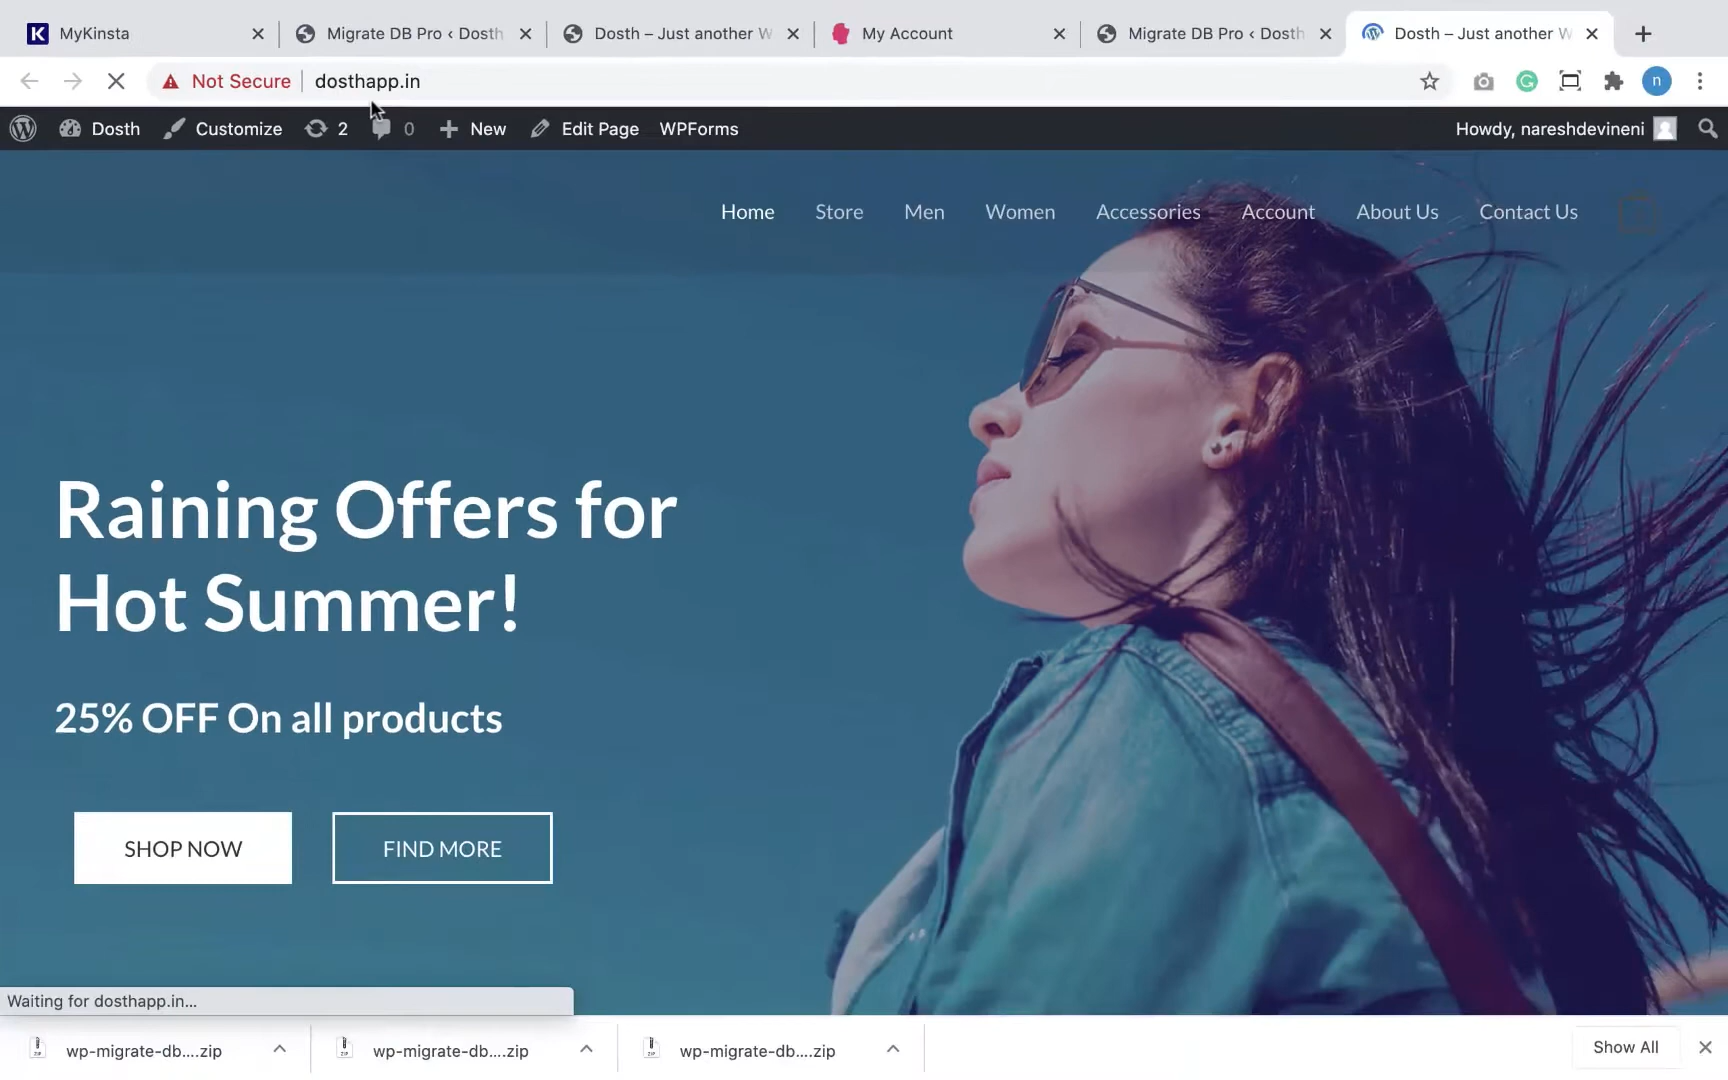 MyKinsta
Migrate DB Pro ‹ Dosth
Dosth – Just another W
My Account
Migrate DB Pro ‹ Dosth
Dosth – Just another W
Not Secure
dosthapp.in
n
Dosth
Customize
2
0
New
Edit Page
WPForms
Howdy, nareshdevineni
Home
Store
Men
Women
Accessories
Account
About Us
Contact Us
Raining Offers for
Hot Summer!
25% OFF On all products
SHOP NOW
FIND MORE
Waiting for dosthapp.in...
wp-migrate-db....zip
wp-migrate-db....zip
wp-migrate-db....zip
Show All